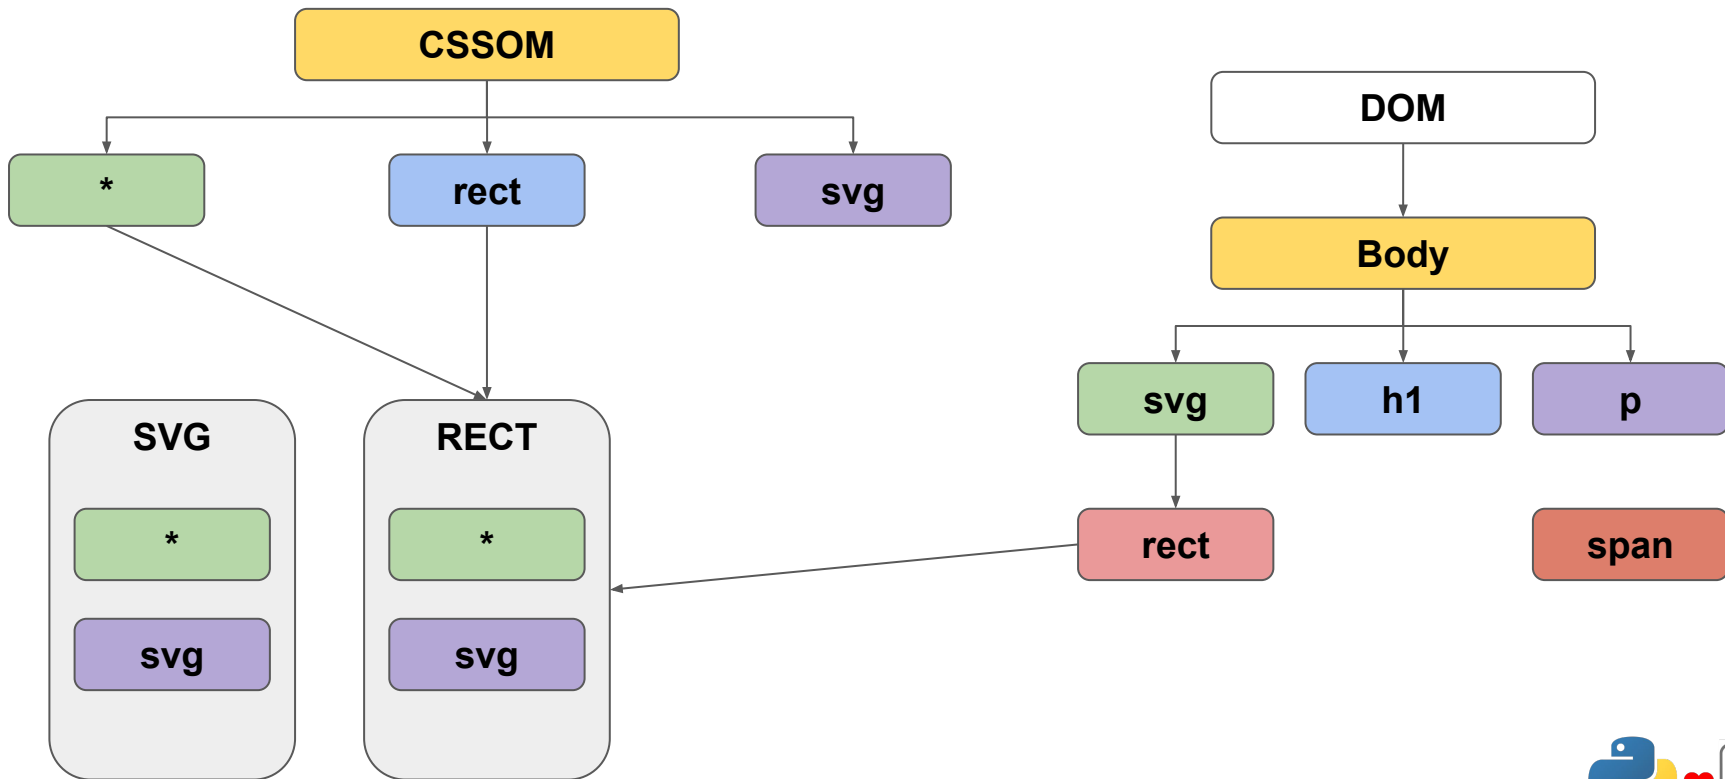 CSSOM
*
rect
svg
SVG
*
svg
RECT
*
svg
DOM
Body
svg
h1
p
rect
span